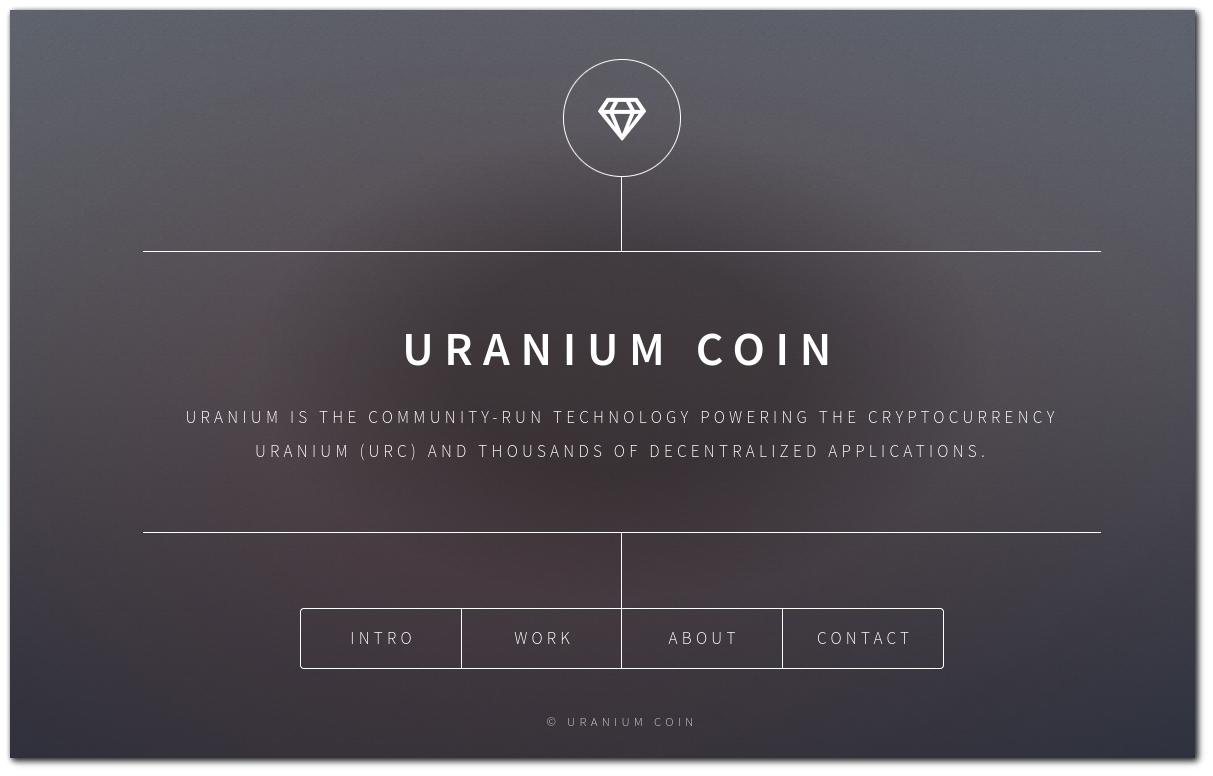 URANIUM COIN
URANIUM IS THE COMMUNITY-RUN TECHNOLOGY POWERING THE CRYPTOCURRENCY
URANIUM (URC) AND THOUSANDS OF DECENTRALIZED APPLICATIONS.
INTRO WORK ABOUT CONTACT
© URANIUM COIN